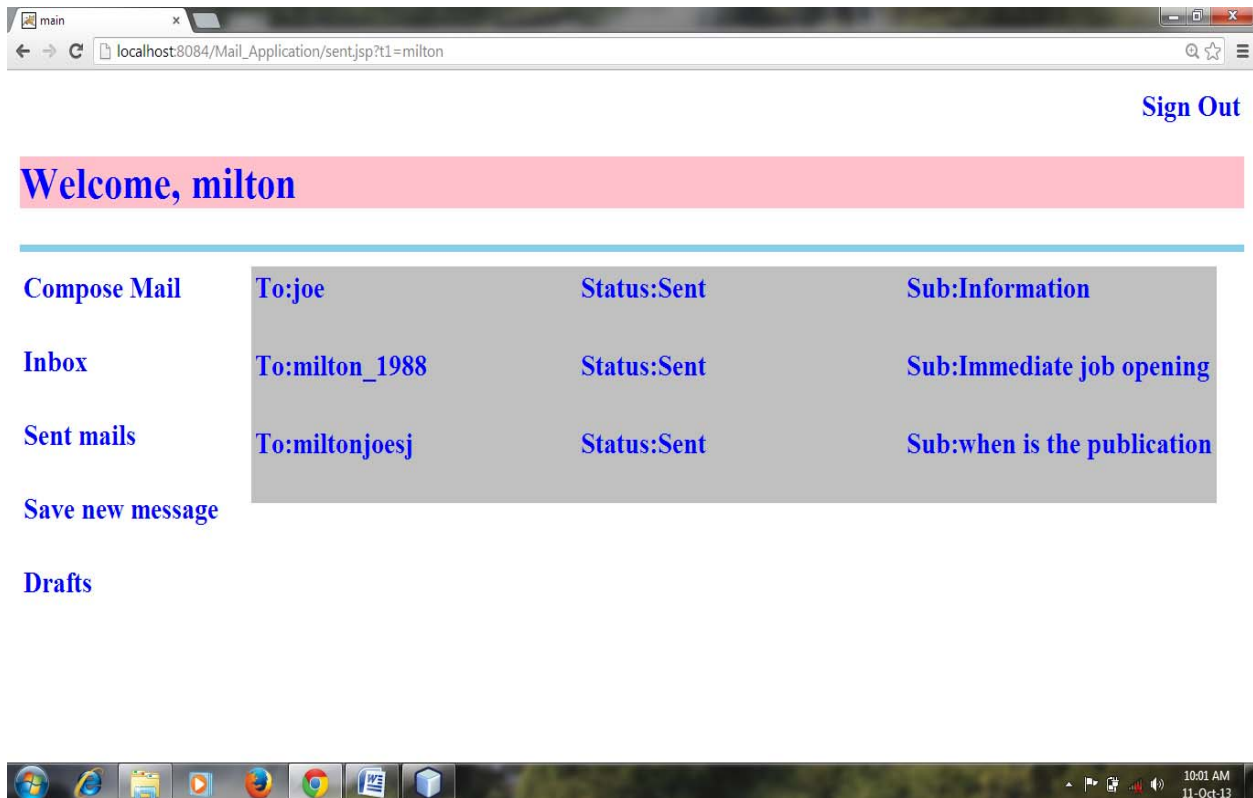 main
localhost:8084/Mail_Application/sent.jsp?t1=milton
Sign Out
Welcome, milton
Compose Mail
To:joe Status:Sent Sub:Information
Inbox
To:milton_1988 Status:Sent Sub:Immediate job opening
Sent mails
To:miltonjoesj Status:Sent Sub:when is the publication
Save new message
Drafts
10:01 AM
11-Oct-13